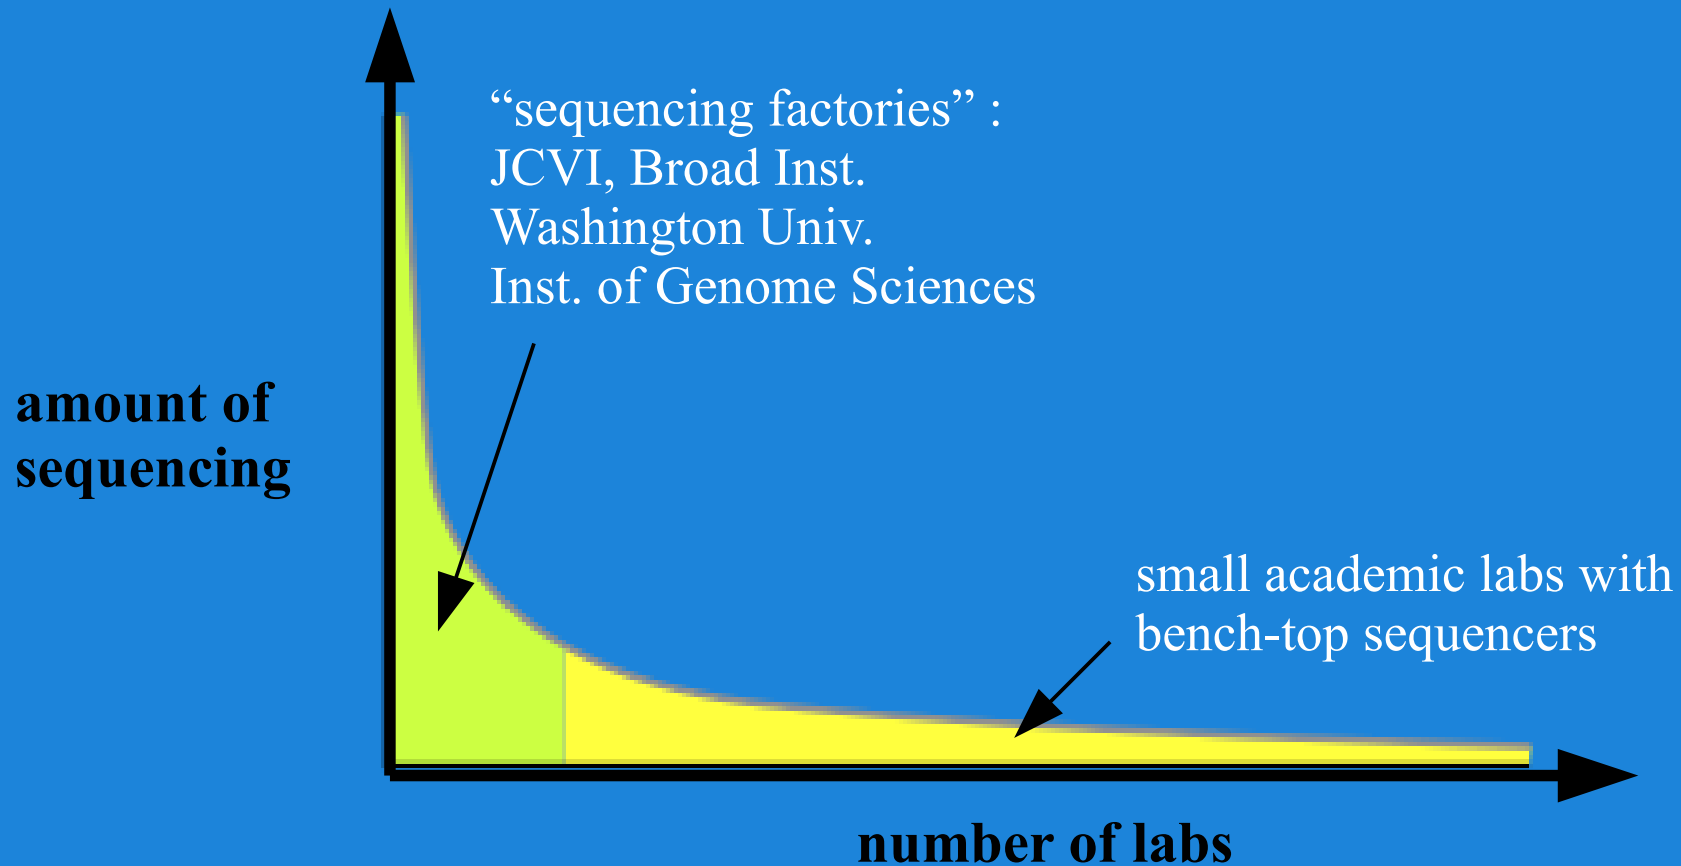 “sequencing factories” :
JCVI, Broad Inst.
Washington Univ.
Inst. of Genome Sciences
amount of
sequencing
small academic labs with
bench-top sequencers
number of labs